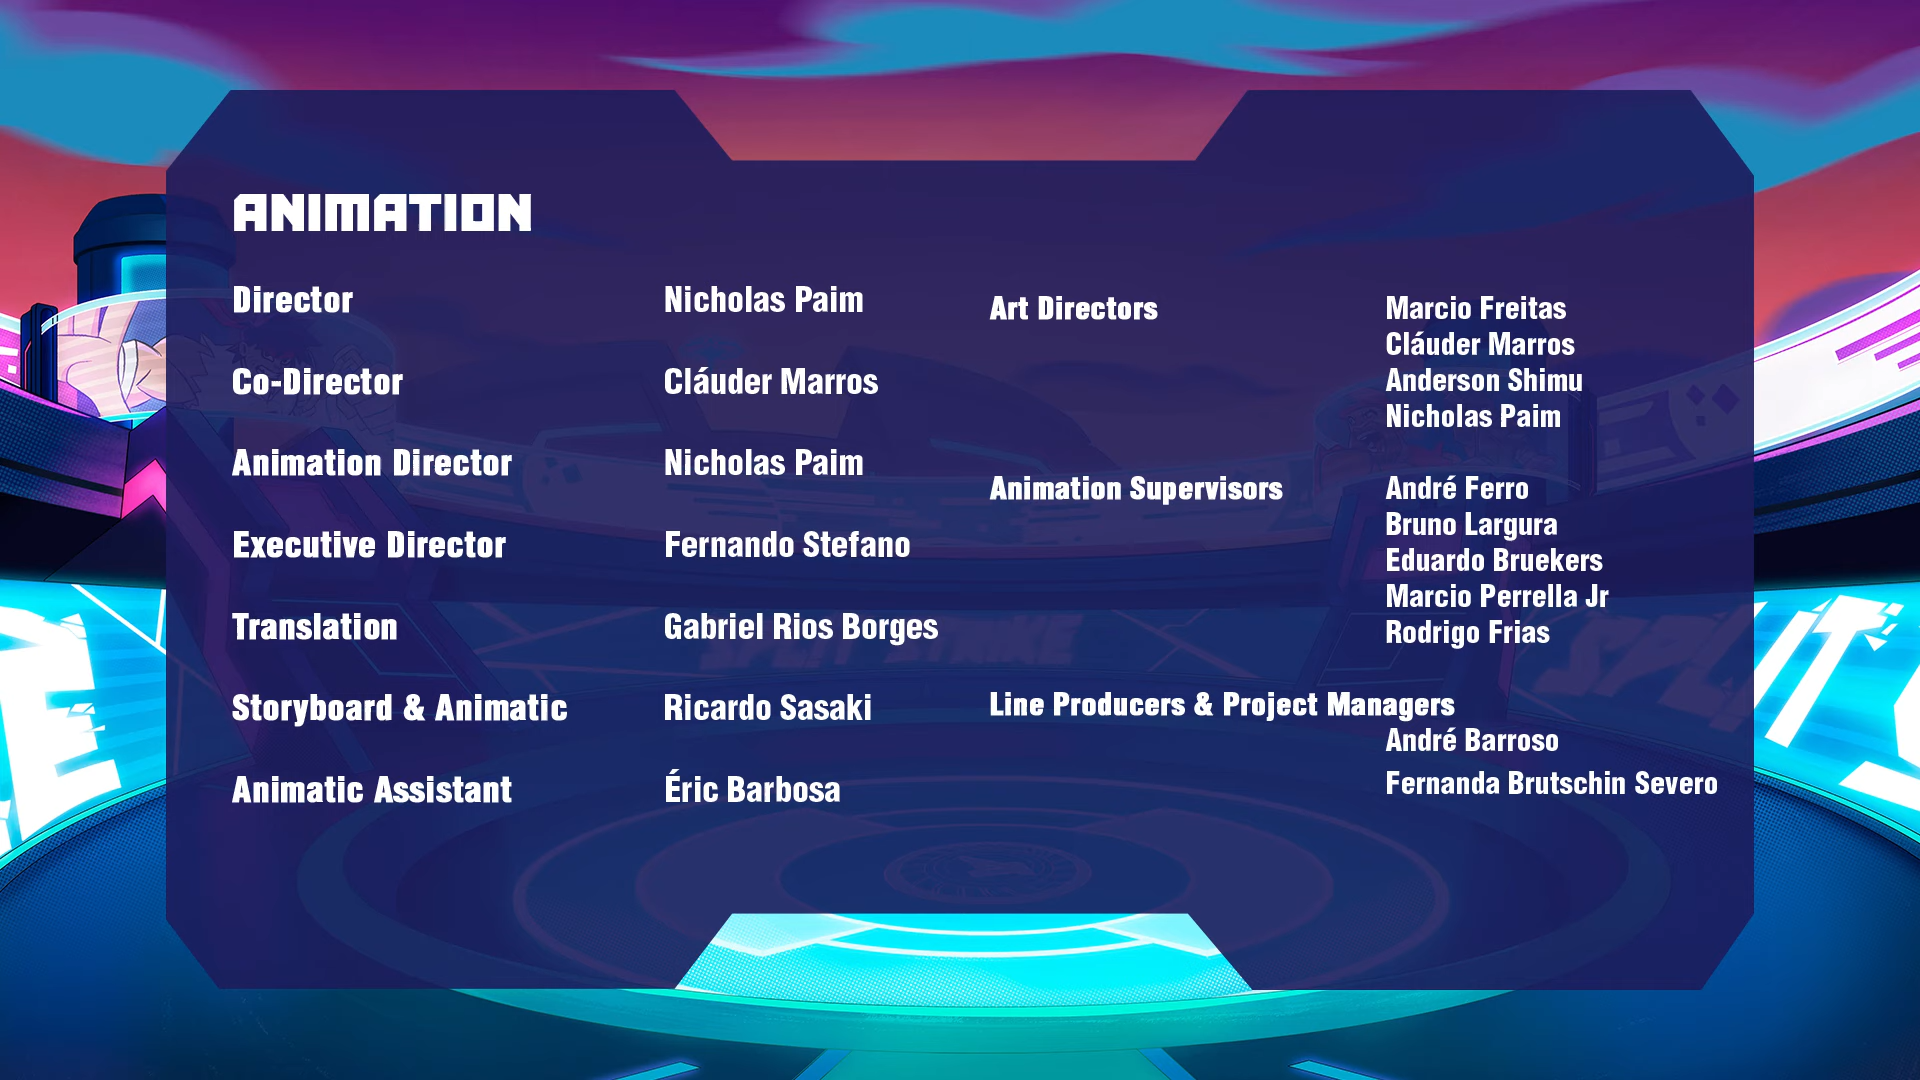 ANIMATION
Director Nicholas Paim
Co-Director Cláuder Marros
Animation Director Nicholas Paim
Executive Director Fernando Stefano
Translation Gabriel Rios Borges
Storyboard & Animatic Ricardo Sasaki
Animatic Assistant Éric Barbosa
Art Directors Marcio Freitas
Cláuder Marros
Anderson Shimu
Nicholas Paim
Animation Supervisors André Ferro
Bruno Largura
Eduardo Bruekers
Marcio Perrella Jr
Rodrigo Frias
Line Producers & Project Managers
André Barroso
Fernanda Brutschin Severo
SPLIT STRIKE
SPLIT